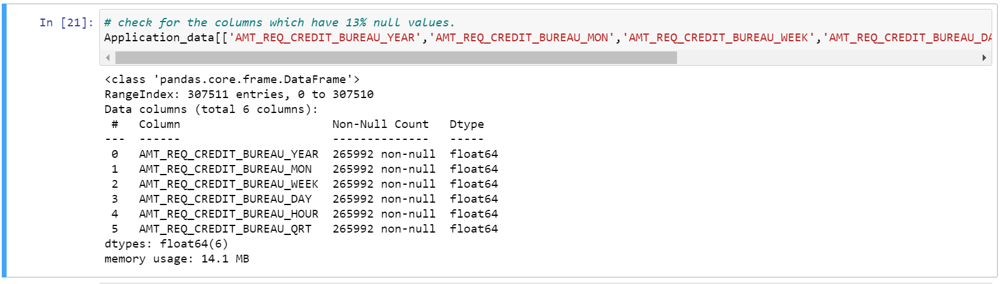 In [21]: # check for the columns which have 13% null values.
Application_data[['AMT_REQ_CREDIT_BUREAU_YEAR','AMT_REQ_CREDIT_BUREAU_MON','AMT_REQ_CREDIT_BUREAU_WEEK','AMT_REQ_CREDIT_BUREAU_DA
<class 'pandas.core.frame.DataFrame'>
RangeIndex: 307511 entries, 0 to 307510
Data columns (total 6 columns):
 #   Column                      Non-Null Count   Dtype
---  ------                      --------------   -----
 0   AMT_REQ_CREDIT_BUREAU_YEAR  265992 non-null  float64
 1   AMT_REQ_CREDIT_BUREAU_MON   265992 non-null  float64
 2   AMT_REQ_CREDIT_BUREAU_WEEK  265992 non-null  float64
 3   AMT_REQ_CREDIT_BUREAU_DAY   265992 non-null  float64
 4   AMT_REQ_CREDIT_BUREAU_HOUR  265992 non-null  float64
 5   AMT_REQ_CREDIT_BUREAU_QRT   265992 non-null  float64
dtypes: float64(6)
memory usage: 14.1 MB